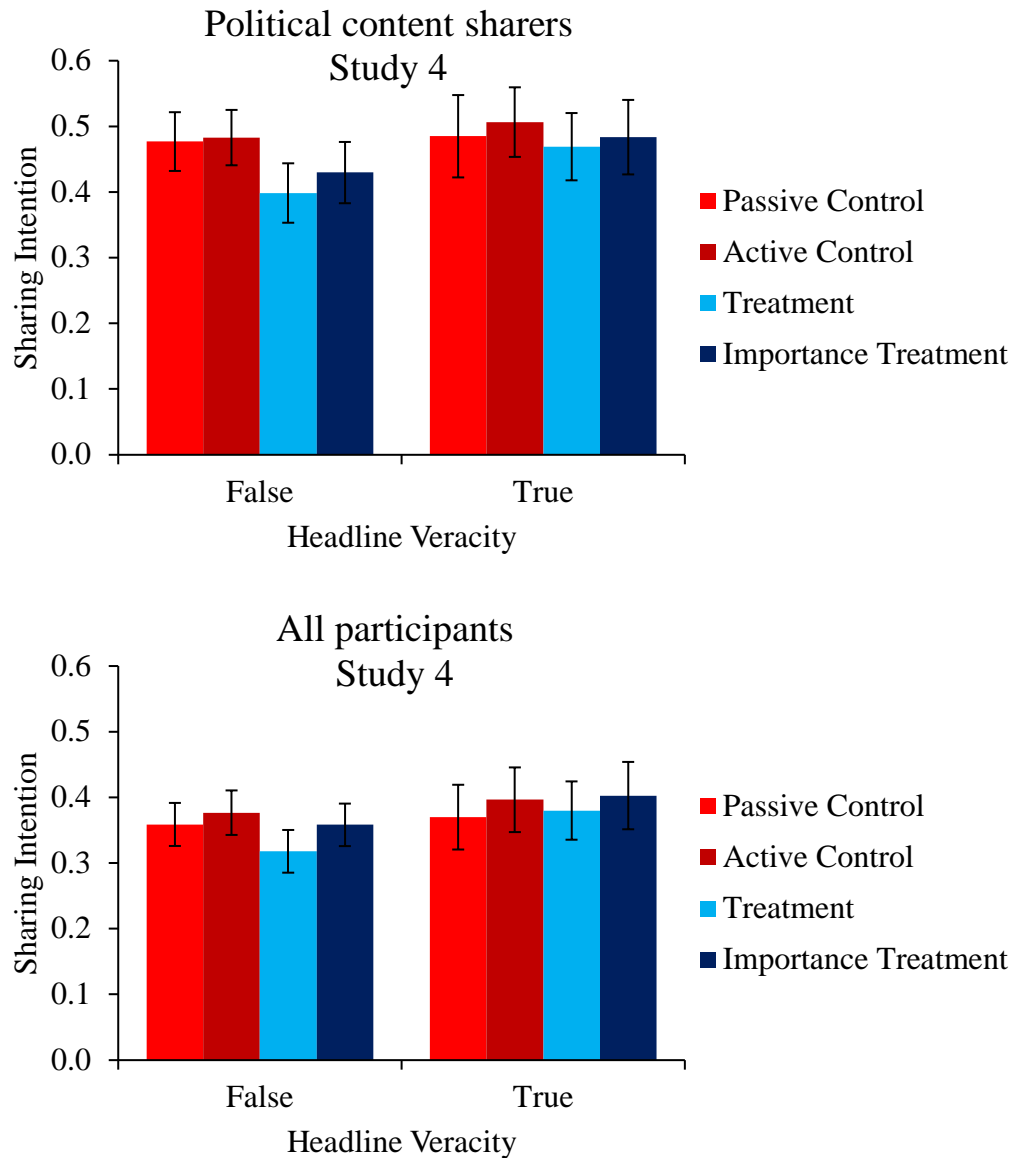 Political content sharers
Study 4
0.6
0.5
0.4
0.3
0.2
0.1
0.0
Sharing Intention
False
True
Headline Veracity
Passive Control
Active Control
Treatment
Importance Treatment
All participants
Study 4
0.6
0.5
0.4
0.3
0.2
0.1
0.0
Sharing Intention
False
True
Headline Veracity
Passive Control
Active Control
Treatment
Importance Treatment